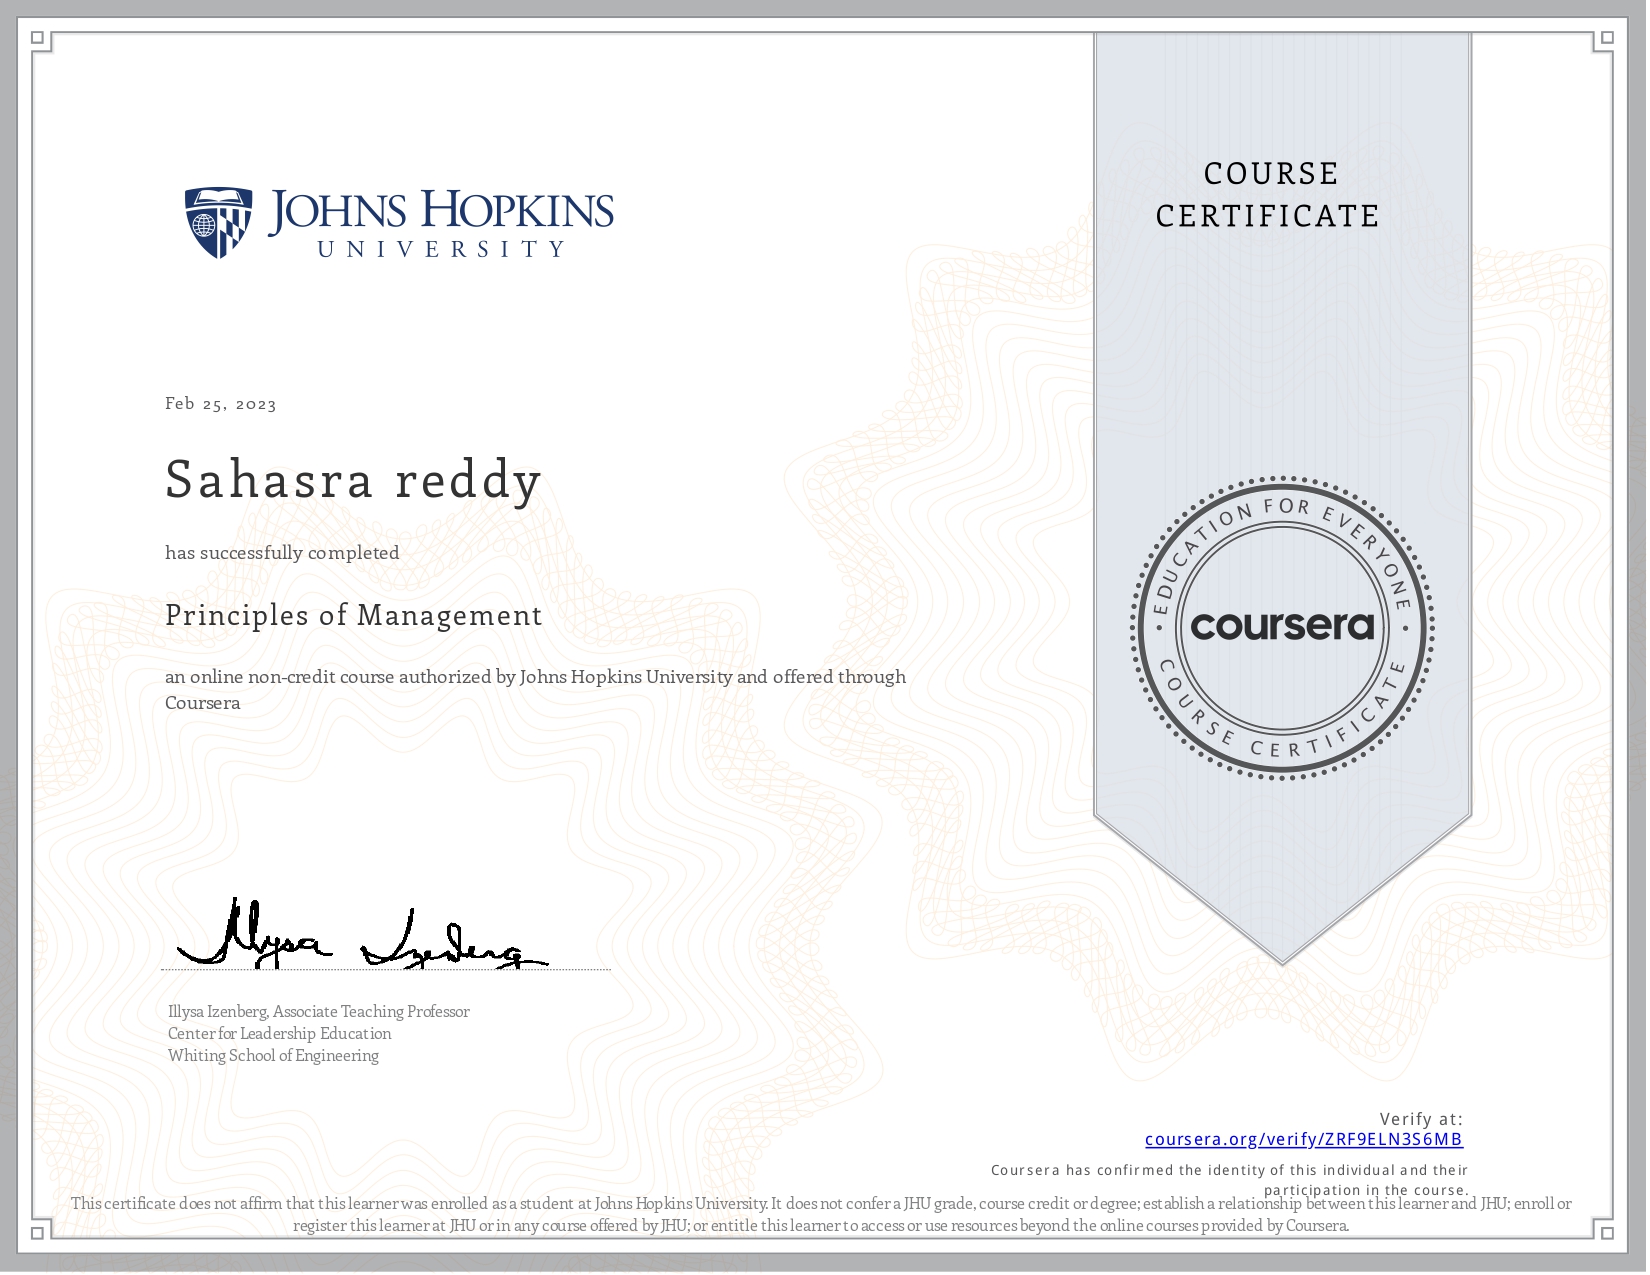 JOHNS HOPKINS
UNIVERSITY
COURSE
CERTIFICATE
Feb 25, 2023
Sahasra reddy
has successfully completed
Principles of Management
an online non-credit course authorized by Johns Hopkins University and offered through
Coursera
EDUCATION FOR EVERYONE
coursera
COURSE CERTIFICATE
Illysa Izenberg
Illysa Izenberg, Associate Teaching Professor
Center for Leadership Education
Whiting School of Engineering
Verify at:
coursera.org/verify/ZRF9ELN3S6MB
Coursera has confirmed the identity of this individual and their
participation in the course.
This certificate does not affirm that this learner was enrolled as a student at Johns Hopkins University. It does not confer a JHU grade, course credit or degree; establish a relationship between this learner and JHU; enroll or
register this learner at JHU or in any course offered by JHU; or entitle this learner to access or use resources beyond the online courses provided by Coursera.